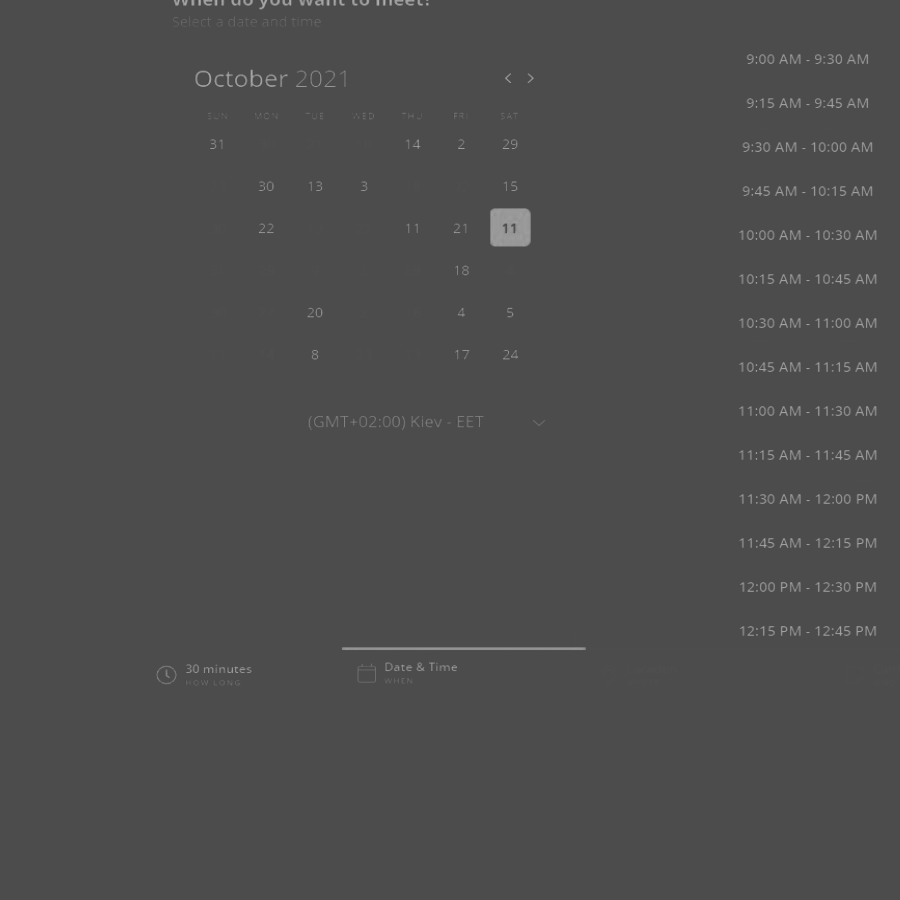 When do you want to meet?
Select a date and time
October 2021
SUN MON TUE WED THU FRI SAT
31 14 2 29
30 13 3 15
22 11 21 11
18
20 4 5
8 17 24
(GMT+02:00) Kiev - EET
9:00 AM - 9:30 AM
9:15 AM - 9:45 AM
9:30 AM - 10:00 AM
9:45 AM - 10:15 AM
10:00 AM - 10:30 AM
10:15 AM - 10:45 AM
10:30 AM - 11:00 AM
10:45 AM - 11:15 AM
11:00 AM - 11:30 AM
11:15 AM - 11:45 AM
11:30 AM - 12:00 PM
11:45 AM - 12:15 PM
12:00 PM - 12:30 PM
12:15 PM - 12:45 PM
30 minutes
HOW LONG
Date & Time
WHEN